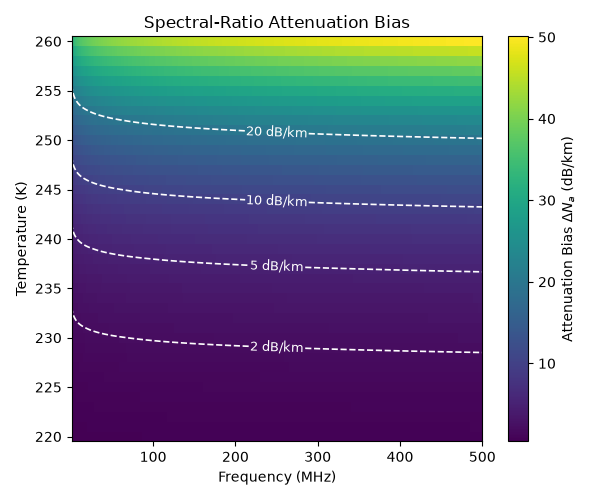 Spectral-Ratio Attenuation Bias
260
255
250
245
240
235
230
225
220
Temperature (K)
20 dB/km
10 dB/km
5 dB/km
2 dB/km
100
200
300
400
500
Frequency (MHz)
50
40
30
20
10
Attenuation Bias ΔNₐ (dB/km)